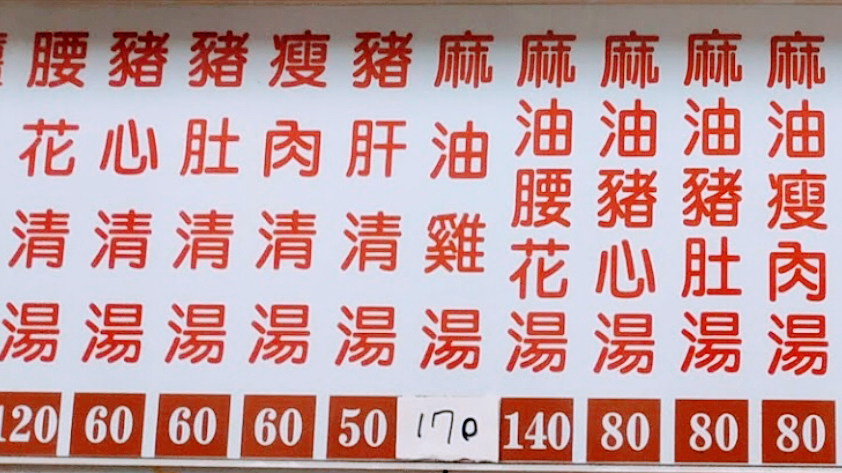 麻油瘦肉湯 80
麻油豬肚湯 80
麻油豬心湯 80
麻油腰花湯 140
麻油雞湯 170
豬肝清湯 50
瘦肉清湯 60
豬肚清湯 60
豬心清湯 60
腰花清湯 120